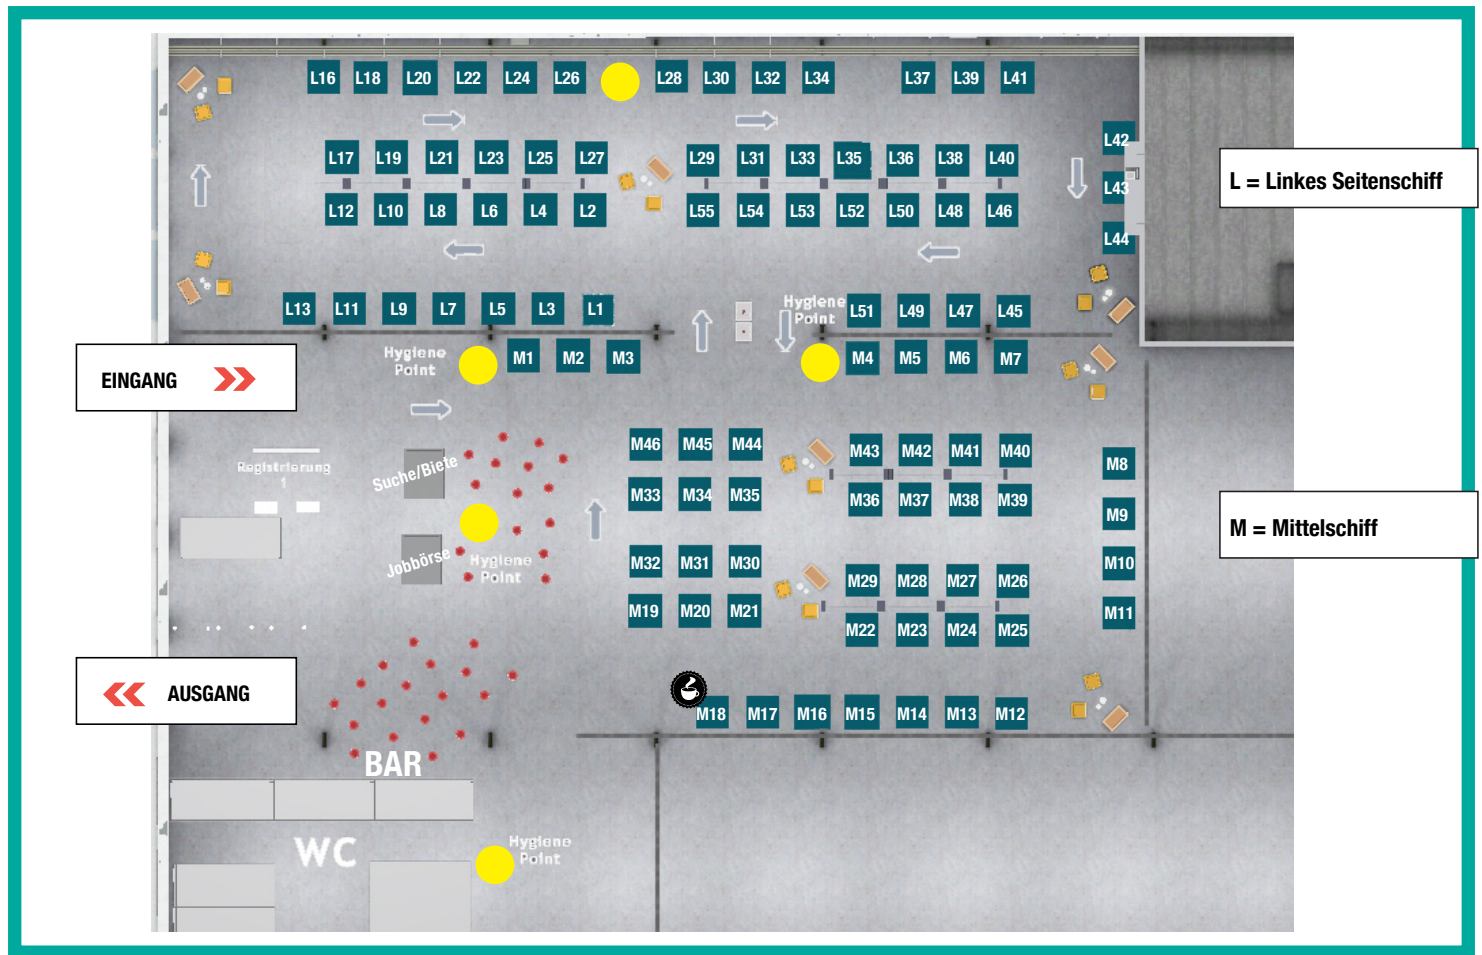 L16 L18 L20 L22 L24 L26 L28 L30 L32 L34 L37 L39 L41
L42
L17 L19 L21 L23 L25 L27 L29 L31 L33 L35 L36 L38 L40
L = Linkes Seitenschiff
L43
L12 L10 L8 L6 L4 L2 L55 L54 L53 L52 L50 L48 L46
L44
L13 L11 L9 L7 L5 L3 L1
Hygiene
Point
L51 L49 L47 L45
Hygiene
Point
M1 M2 M3 M4 M5 M6 M7
EINGANG
M46 M45 M44 M43 M42 M41 M40
Registrierung
1
Suche/Biete
M8
M33 M34 M35 M36 M37 M38 M39
M9
M = Mittelschiff
Jobbörse
Hygiene
Point
M32 M31 M30 M29 M28 M27 M26
M10
M19 M20 M21 M22 M23 M24 M25
M11
AUSGANG
M18 M17 M16 M15 M14 M13 M12
BAR
WC
Hygiene
Point